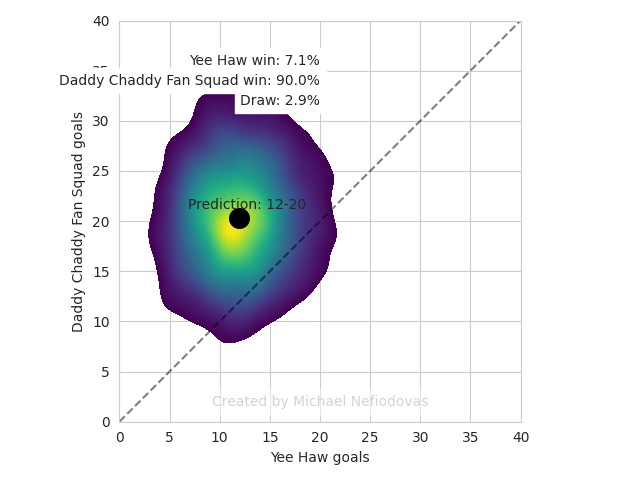 40
35
30
25
20
15
10
5
0
Daddy Chaddy Fan Squad goals
Yee Haw win: 7.1%
Daddy Chaddy Fan Squad win: 90.0%
Draw: 2.9%
Prediction: 12-20
Created by Michael Nefiodovas
0 5 10 15 20 25 30 35 40
Yee Haw goals